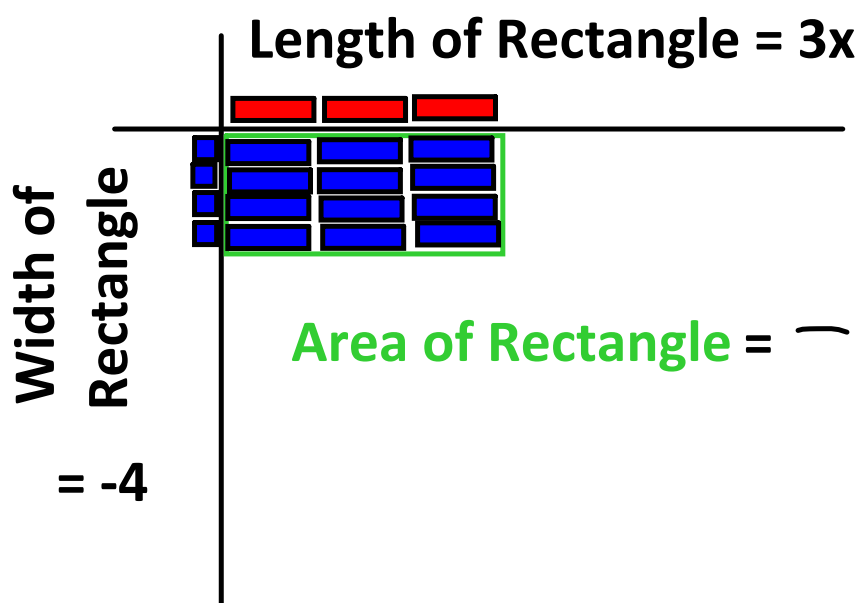 Length of Rectangle = 3x
Width of
Rectangle
= -4
Area of Rectangle =